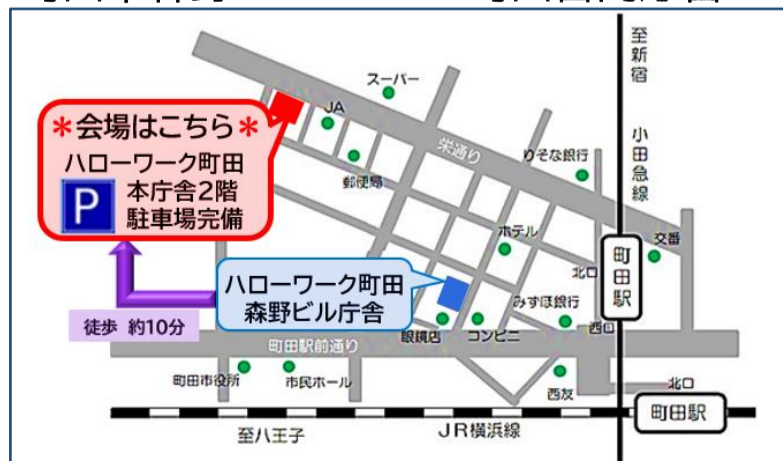 至新宿
小田急線
スーパー
JA
＊会場はこちら＊
ハローワーク町田
P
本庁舎2階
駐車場完備
栄通り
りそな銀行
郵便局
ホテル
北口
町田駅
交番
ハローワーク町田
森野ビル庁舎
みずほ銀行
西口
徒歩 約10分
町田駅前通り
眼鏡店
コンビニ
町田市役所
市民ホール
西友
北口
町田駅
至八王子
JR横浜線